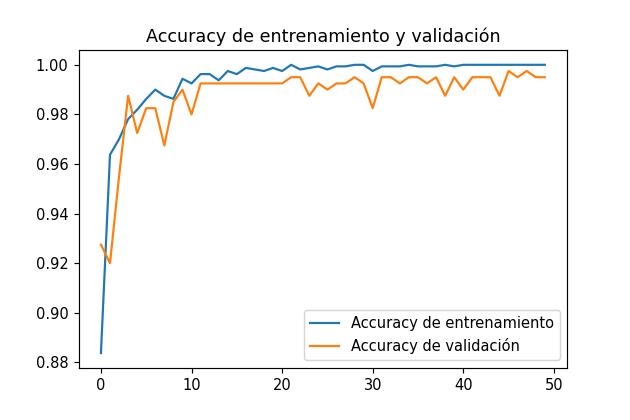 Accuracy de entrenamiento y validación
1.00
0.98
0.96
0.94
0.92
0.90
0.88
Accuracy de entrenamiento
Accuracy de validación
0 10 20 30 40 50